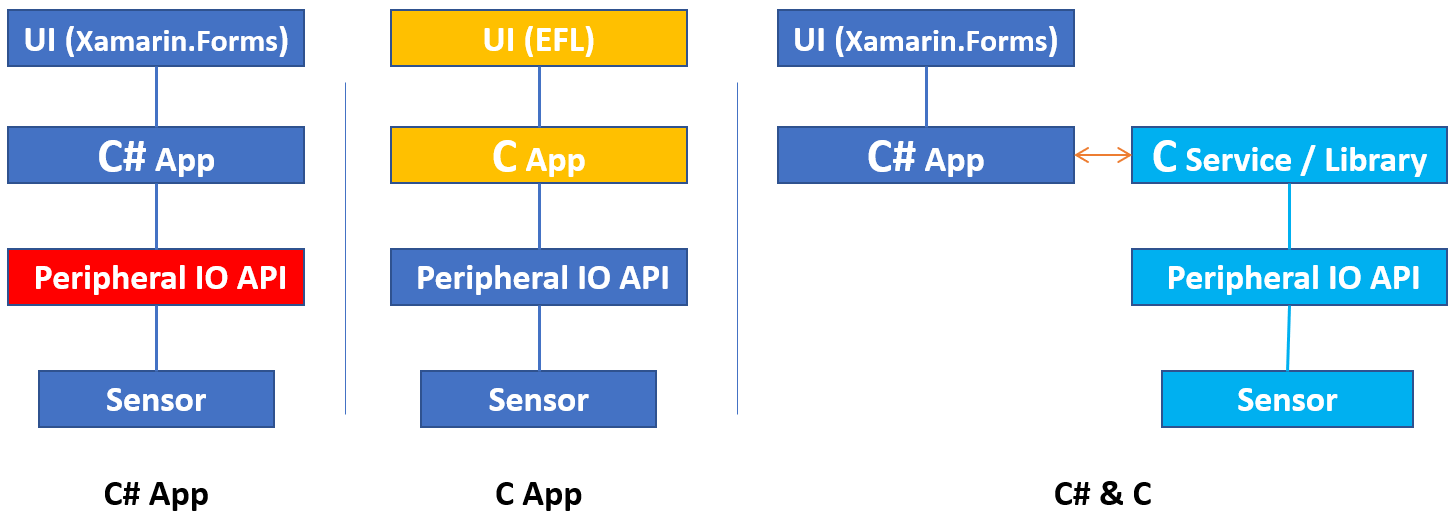 UI (Xamarin.Forms)
C# App
Peripheral IO API
Sensor
C# App
UI (EFL)
C App
Peripheral IO API
Sensor
C App
UI (Xamarin.Forms)
C# App
C Service / Library
Peripheral IO API
Sensor
C# & C